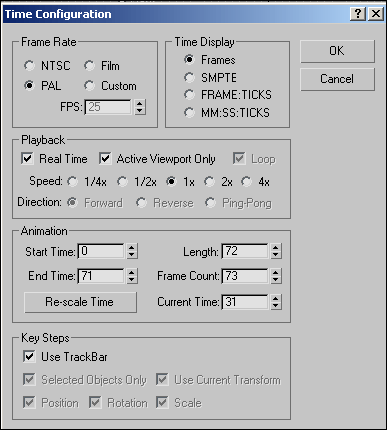 Time Configuration
Frame Rate
NTSC Film
PAL Custom
FPS: 25
Time Display
Frames
SMPTE
FRAME:TICKS
MM:SS:TICKS
OK
Cancel
Playback
Real Time Active Viewport Only Loop
Speed: 1/4x 1/2x 1x 2x 4x
Direction: Forward Reverse Ping-Pong
Animation
Start Time: 0 Length: 72
End Time: 71 Frame Count: 73
Re-scale Time Current Time: 31
Key Steps
Use TrackBar
Selected Objects Only Use Current Transform
Position Rotation Scale